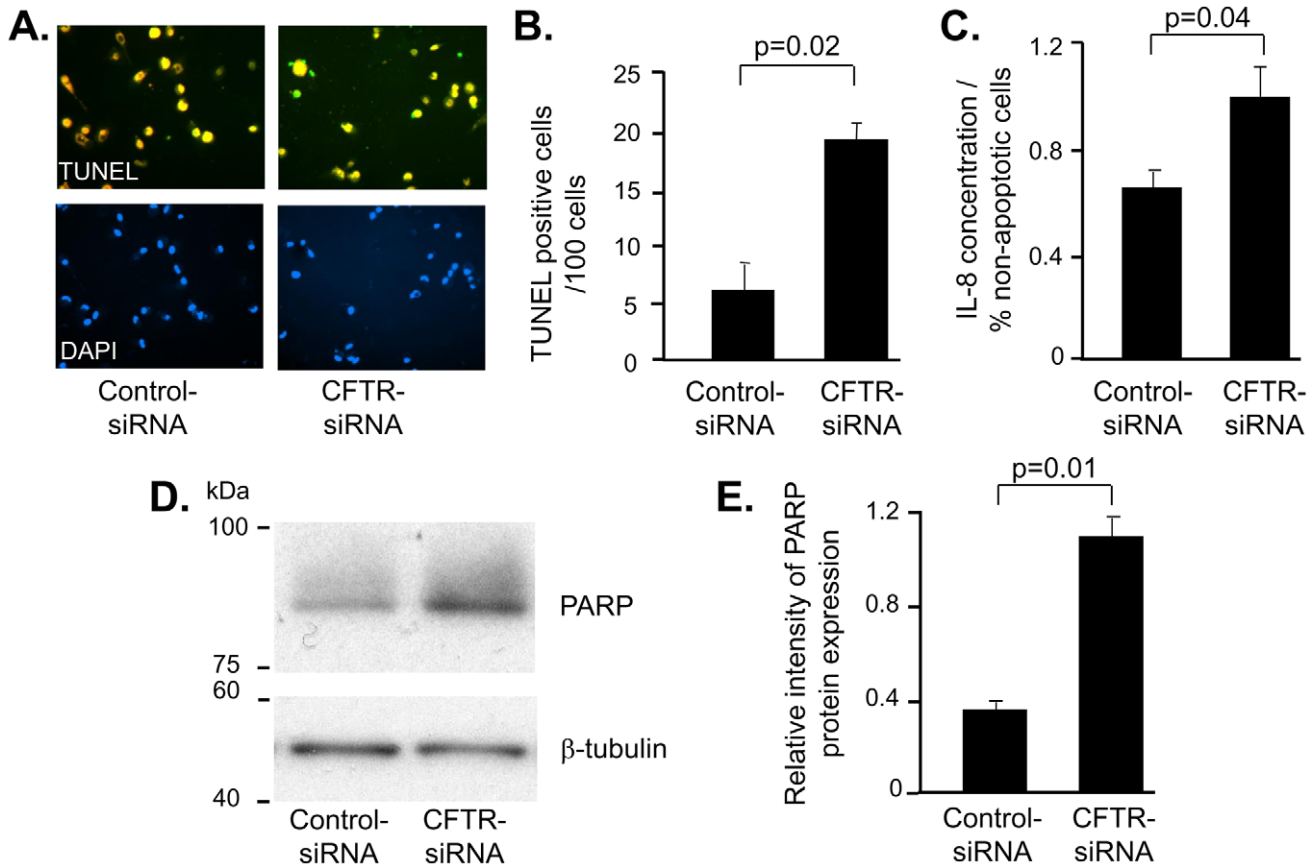 A.
TUNEL
DAPI
Control-
siRNA
CFTR-
siRNA
B.
p=0.02
TUNEL positive cells
/100 cells
25
20
15
10
5
0
Control-
siRNA
CFTR-
siRNA
C.
p=0.04
IL-8 concentration /
% non-apoptotic cells
1.2
0.8
0.4
0
Control-
siRNA
CFTR-
siRNA
D.
kDa
100
75
60
40
PARP
β-tubulin
Control-
siRNA
CFTR-
siRNA
E.
p=0.01
Relative intensity of PARP
protein expression
1.2
0.8
0.4
0
Control-
siRNA
CFTR-
siRNA